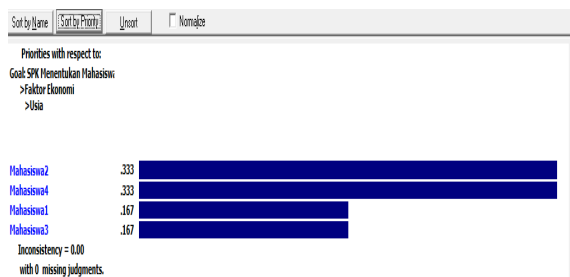 Sort by Name Sort by Priority Unsort Normalize
Priorities with respect to:
Goal: SPK Menentukan Mahasisw
>Faktor Ekonomi
>Usia
Mahasiswa2 .333
Mahasiswa4 .333
Mahasiswa1 .167
Mahasiswa3 .167
Inconsistency = 0.00
with 0 missing judgments.